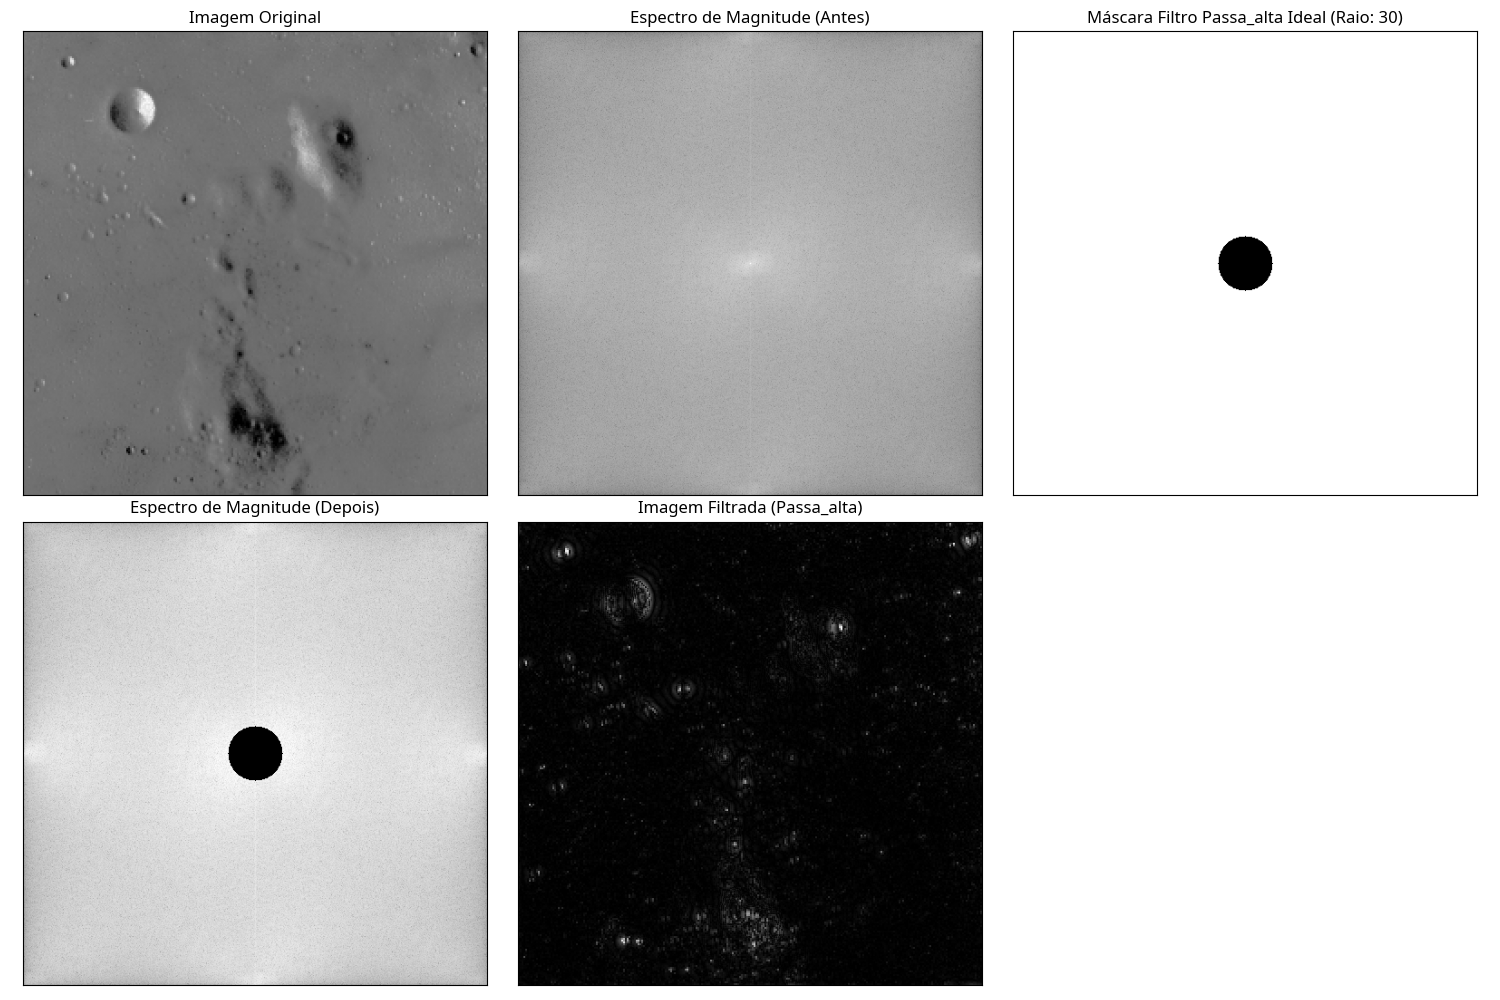 Imagem Original
Espectro de Magnitude (Antes)
Máscara Filtro Passa_alta Ideal (Raio: 30)
Espectro de Magnitude (Depois)
Imagem Filtrada (Passa_alta)